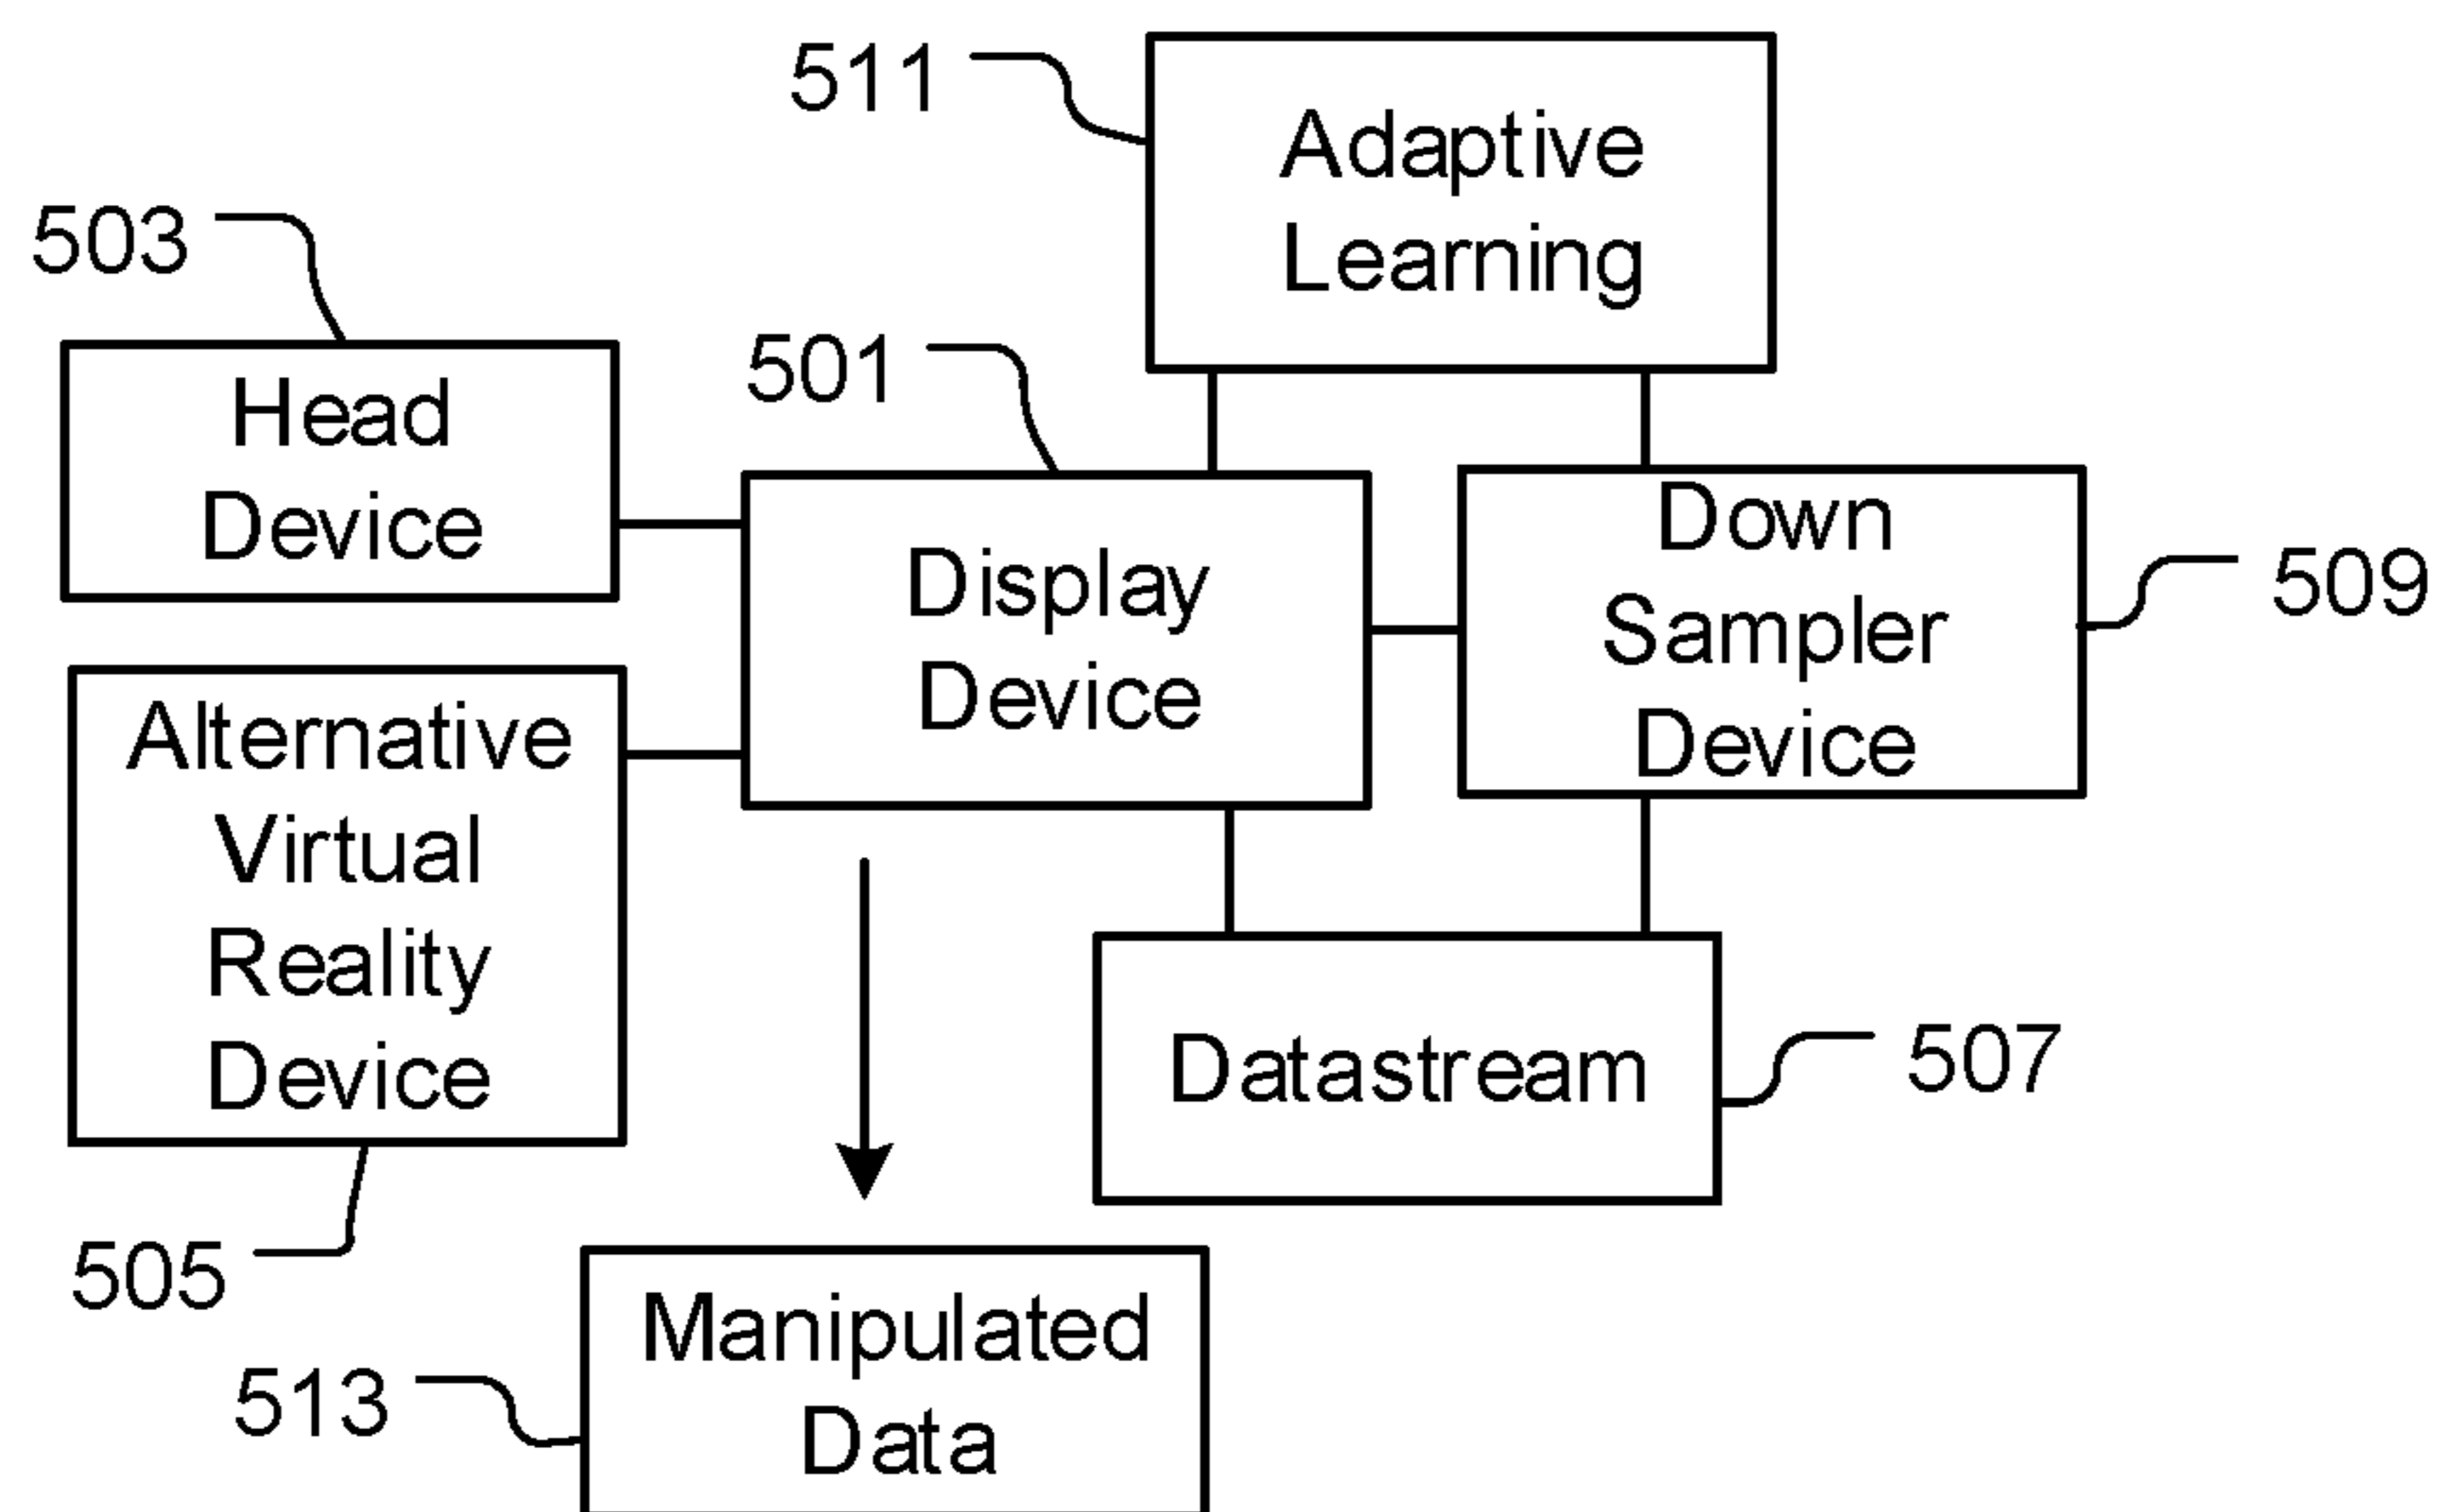 511
Adaptive
Learning
503
Head
Device
501
Display
Device
Down
Sampler
Device
509
Alternative
Virtual
Reality
Device
505
Datastream
507
Manipulated
Data
513